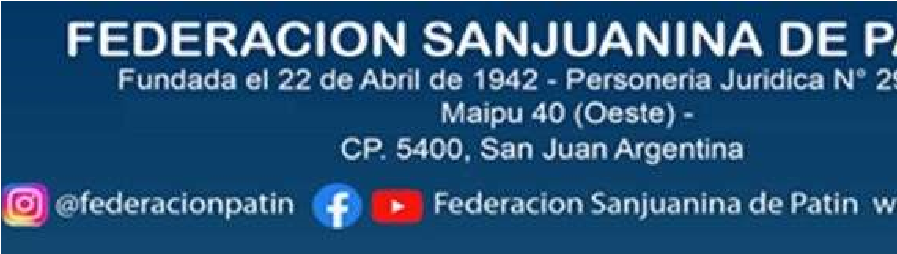 FEDERACION SANJUANINA DE
Fundada el 22 de Abril de 1942 - Personeria Juridica N°
Maipu 40 (Oeste) -
CP. 5400, San Juan Argentina
@federacionpatin Federacion Sanjuanina de Patin